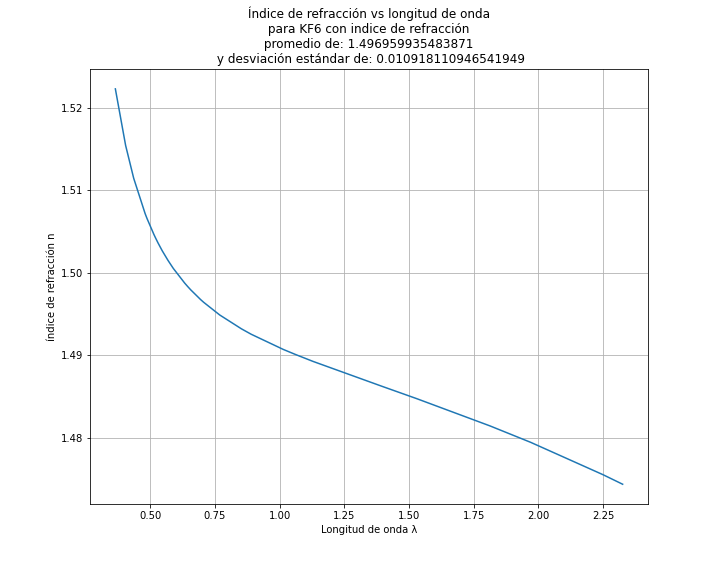 Índice de refracción vs longitud de onda
para KF6 con indice de refracción
promedio de: 1.496959935483871
y desviación estándar de: 0.010918110946541949
1.52
1.51
1.50
1.49
1.48
Índice de refracción n
0.50 0.75 1.00 1.25 1.50 1.75 2.00 2.25
Longitud de onda λ